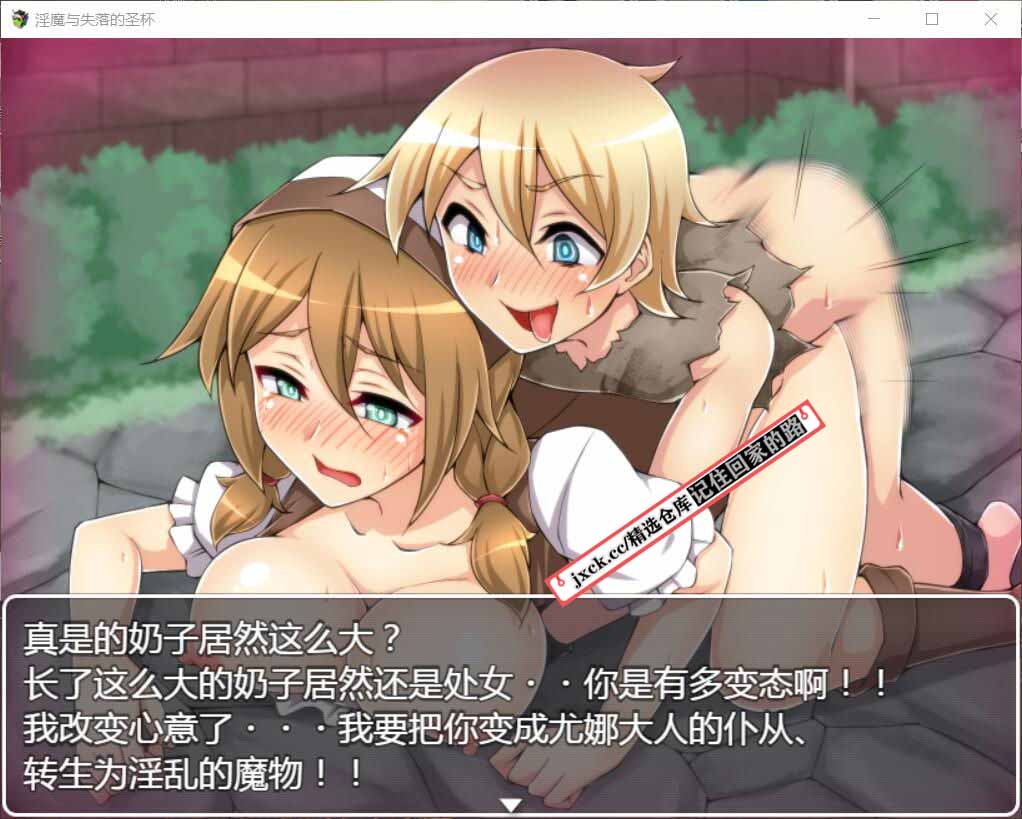 淫魔与失落的圣杯
jxck.cc/精选仓库记住回家的路
真是的奶子居然这么大？
长了这么大的奶子居然还是处女・・你是有多变态啊！！
我改变心意了・・・我要把你变成尤娜大人的仆从、
转生为淫乱的魔物！！